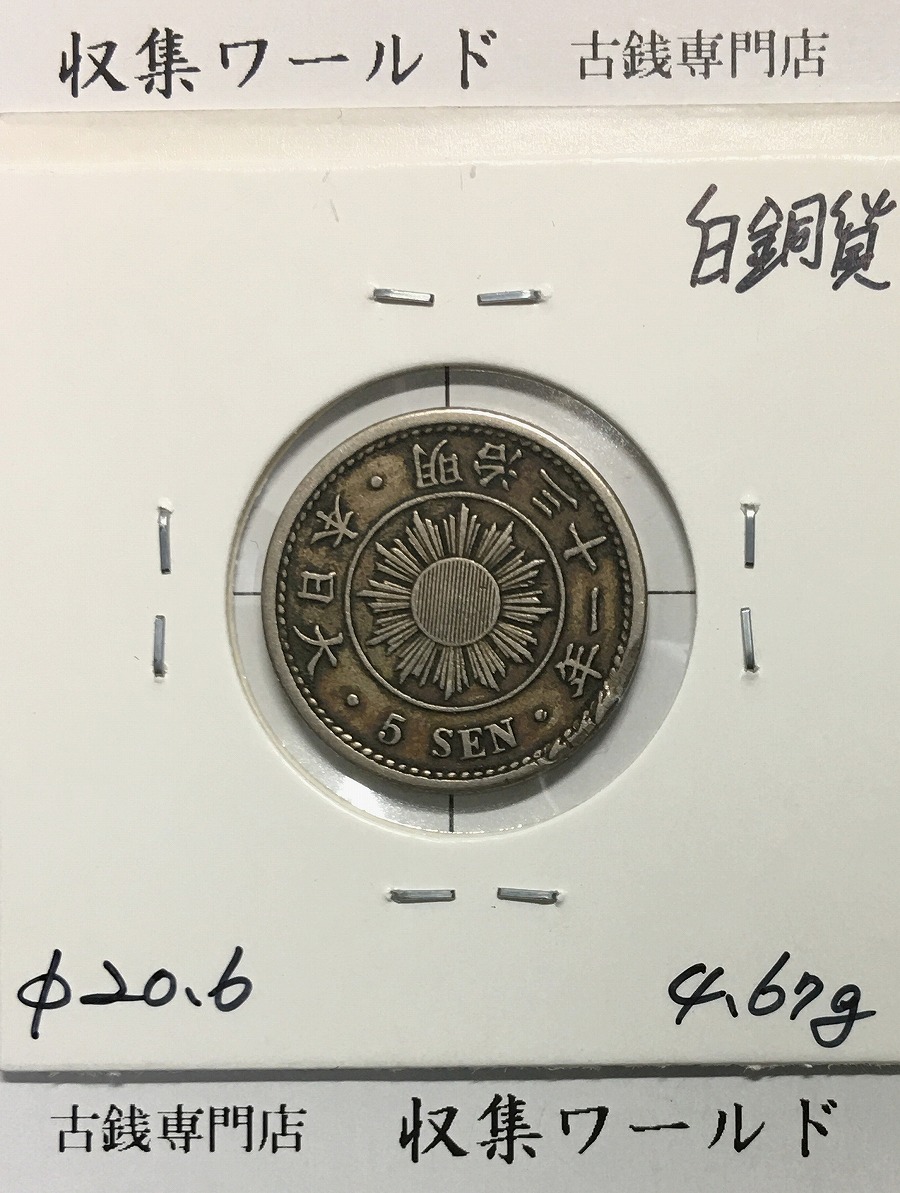 収集ワールド 古銭専門店
白銅貨
大日本・明治三十一年・5 SEN・
φ20.6 4.67g
古銭専門店 収集ワールド